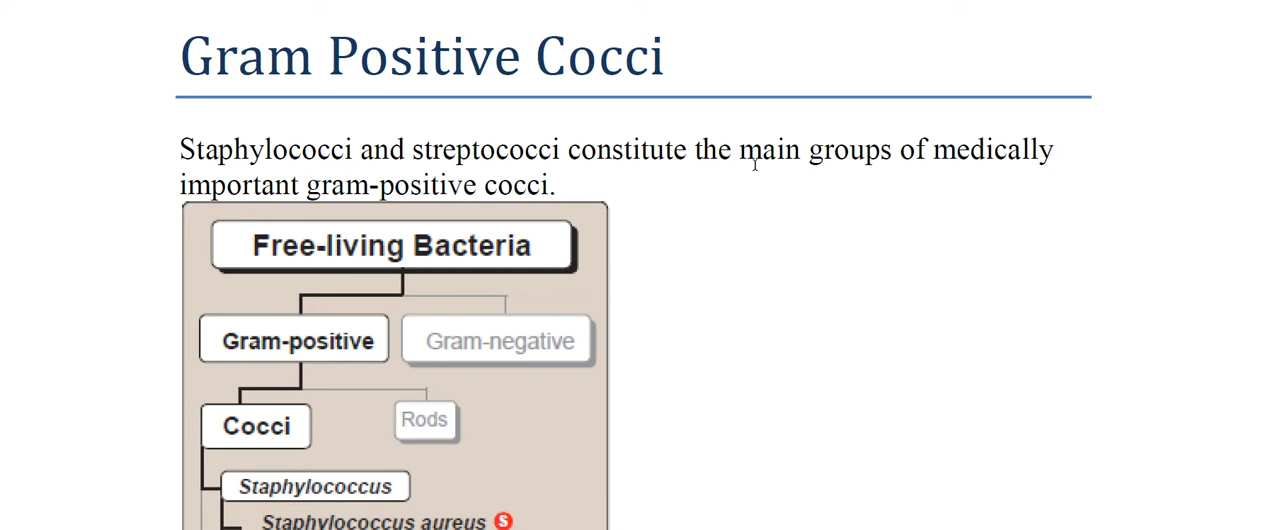 Gram Positive Cocci
Staphylococci and streptococci constitute the main groups of medically
important gram-positive cocci.
Free-living Bacteria
Gram-positive Gram-negative
Cocci Rods
Staphylococcus
Staphylococcus aureus S